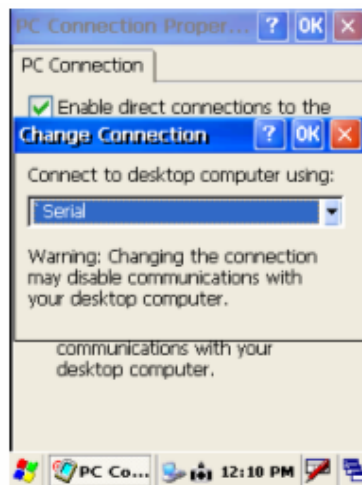 PC Connection Proper... ? OK ×
PC Connection
Enable direct connections to the
Change Connection ? OK ×
Connect to desktop computer using:
` Serial
Warning: Changing the connection
may disable communications with
your desktop computer.
communications with your
desktop computer.
PC Co... 12:10 PM